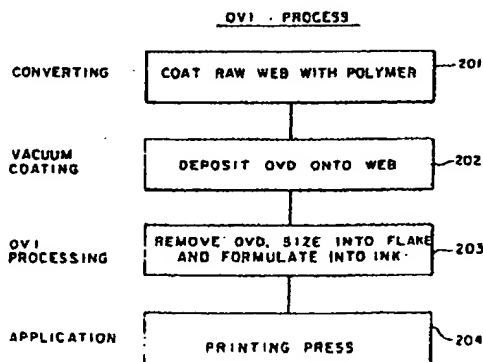 OVI - PROCESS
CONVERTING
COAT RAW WEB WITH POLYMER
201
VACUUM
COATING
DEPOSIT OVD ONTO WEB
202
OVI
PROCESSING
REMOVE OVD, SIZE INTO FLAKE
AND FORMULATE INTO INK.
203
APPLICATION
PRINTING PRESS
204